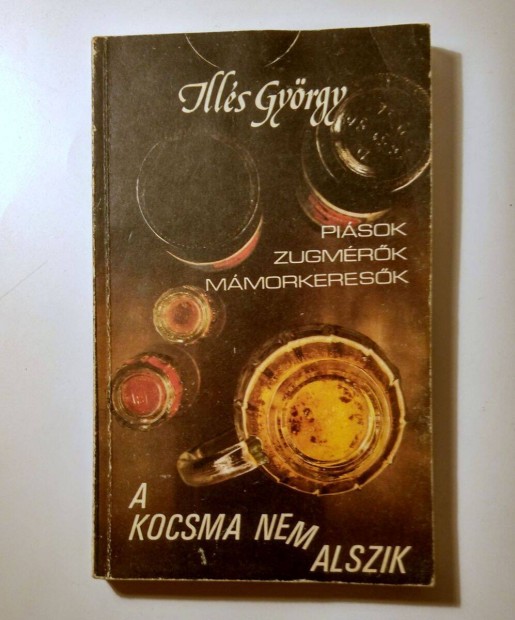 Illés György
PIÁSOK
ZUGMÉRŐK
MÁMORKERESŐK
A
KOCSMA NEM
ALSZIK